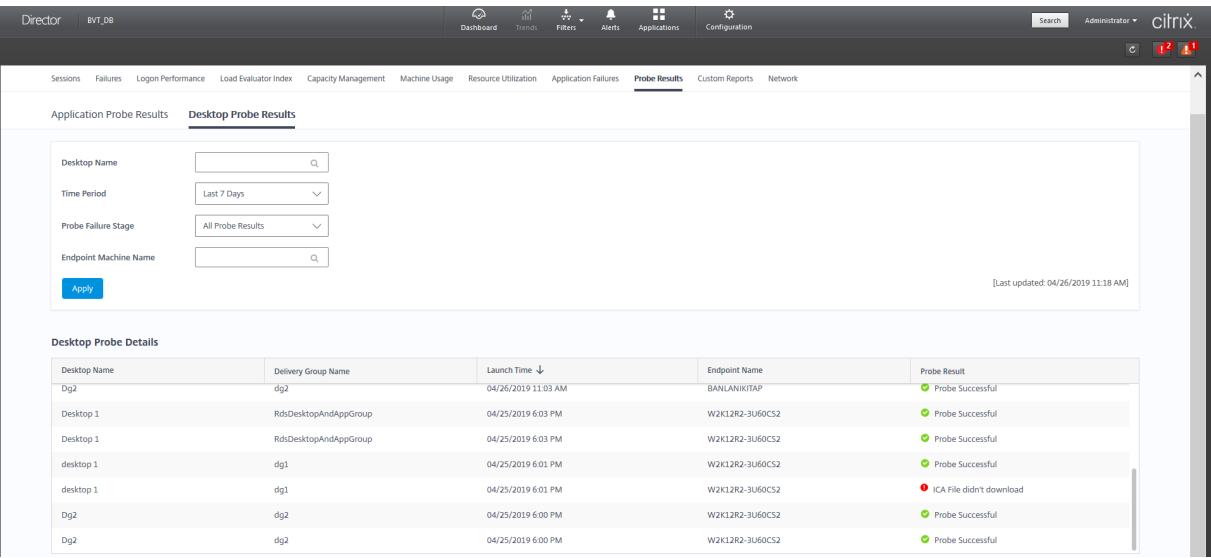 Director BVT_DB Dashboard Trends Filters Alerts Applications Configuration Search Administrator citrix
2 1
Sessions Failures Logon Performance Load Evaluator Index Capacity Management Machine Usage Resource Utilization Application Failures Probe Results Custom Reports Network
Application Probe Results Desktop Probe Results
Desktop Name
Time Period Last 7 Days
Probe Failure Stage All Probe Results
Endpoint Machine Name
Apply [Last updated: 04/26/2019 11:18 AM]
Desktop Probe Details
Desktop Name Delivery Group Name Launch Time Endpoint Name Probe Result
Dg2 dg2 04/26/2019 11:03 AM BANLANIKITAP Probe Successful
Desktop 1 RdsDesktopAndAppGroup 04/25/2019 6:03 PM W2K12R2-3U60CS2 Probe Successful
Desktop 1 RdsDesktopAndAppGroup 04/25/2019 6:03 PM W2K12R2-3U60CS2 Probe Successful
desktop 1 dg1 04/25/2019 6:01 PM W2K12R2-3U60CS2 Probe Successful
desktop 1 dg1 04/25/2019 6:01 PM W2K12R2-3U60CS2 ICA File didn't download
Dg2 dg2 04/25/2019 6:00 PM W2K12R2-3U60CS2 Probe Successful
Dg2 dg2 04/25/2019 6:00 PM W2K12R2-3U60CS2 Probe Successful